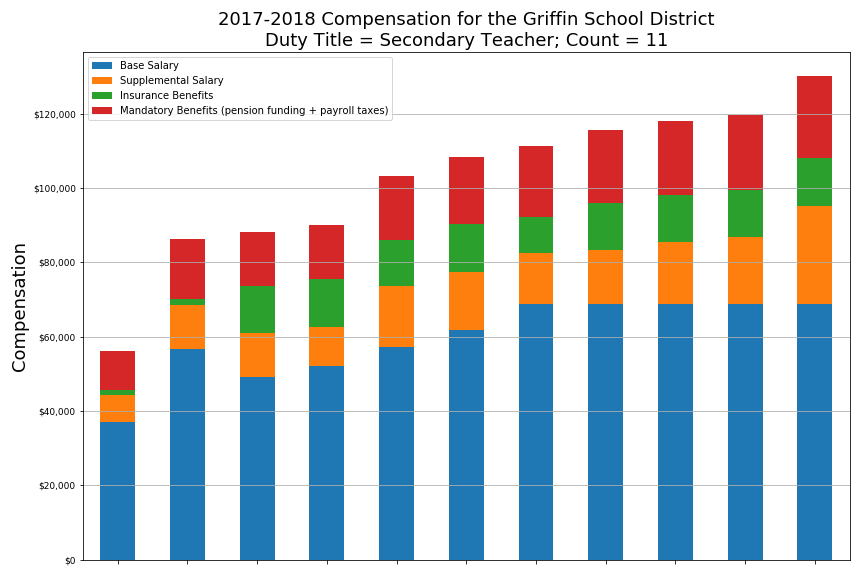 2017-2018 Compensation for the Griffin School District
Duty Title = Secondary Teacher; Count = 11
Base Salary
Supplemental Salary
Insurance Benefits
Mandatory Benefits (pension funding + payroll taxes)
$120,000
$100,000
$80,000
$60,000
$40,000
$20,000
$0
Compensation